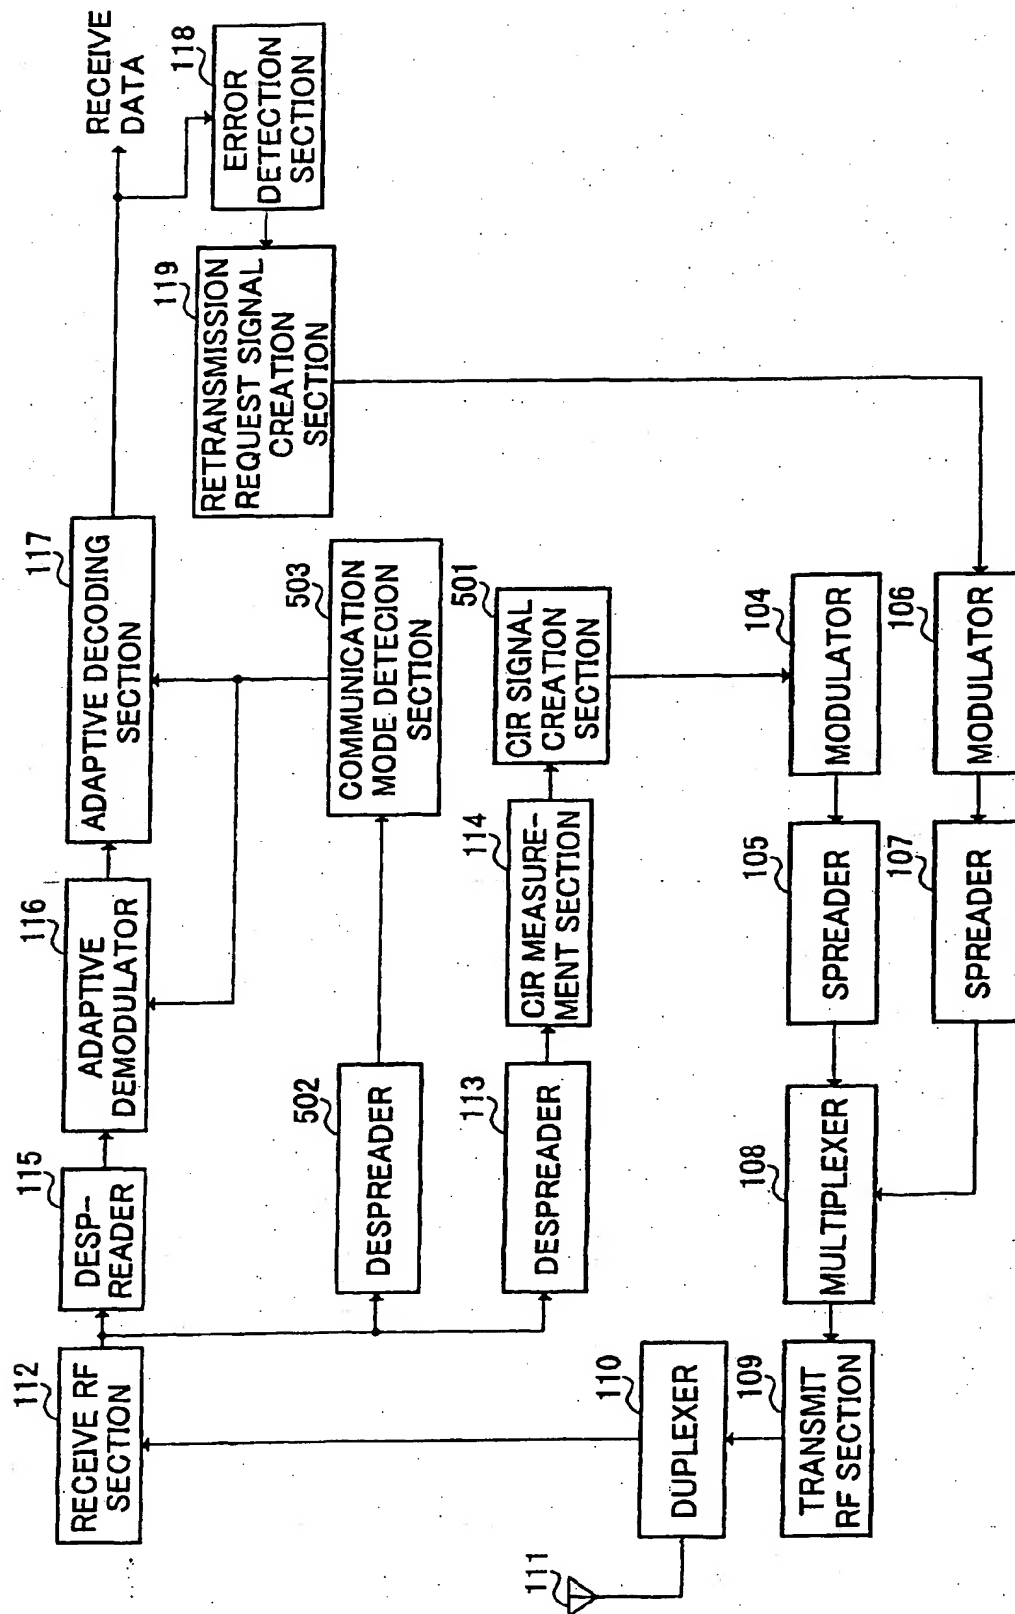 112
RECEIVE RF
SECTION
115
DESP-
READER
116
ADAPTIVE
DEMODULATOR
117
ADAPTIVE DECODING
SECTION
RECEIVE
DATA
118
ERROR
DETECTION
SECTION
119
RETRANSMISSION
REQUEST SIGNAL
CREATION
SECTION
502
DESPREADER
503
COMMUNICATION
MODE DETECION
SECTION
113
DESPREADER
114
CIR MEASURE-
MENT SECTION
501
CIR SIGNAL
CREATION
SECTION
111
110
DUPLEXER
109
TRANSMIT
RF SECTION
108
MULTIPLEXER
105
SPREADER
104
MODULATOR
107
SPREADER
106
MODULATOR